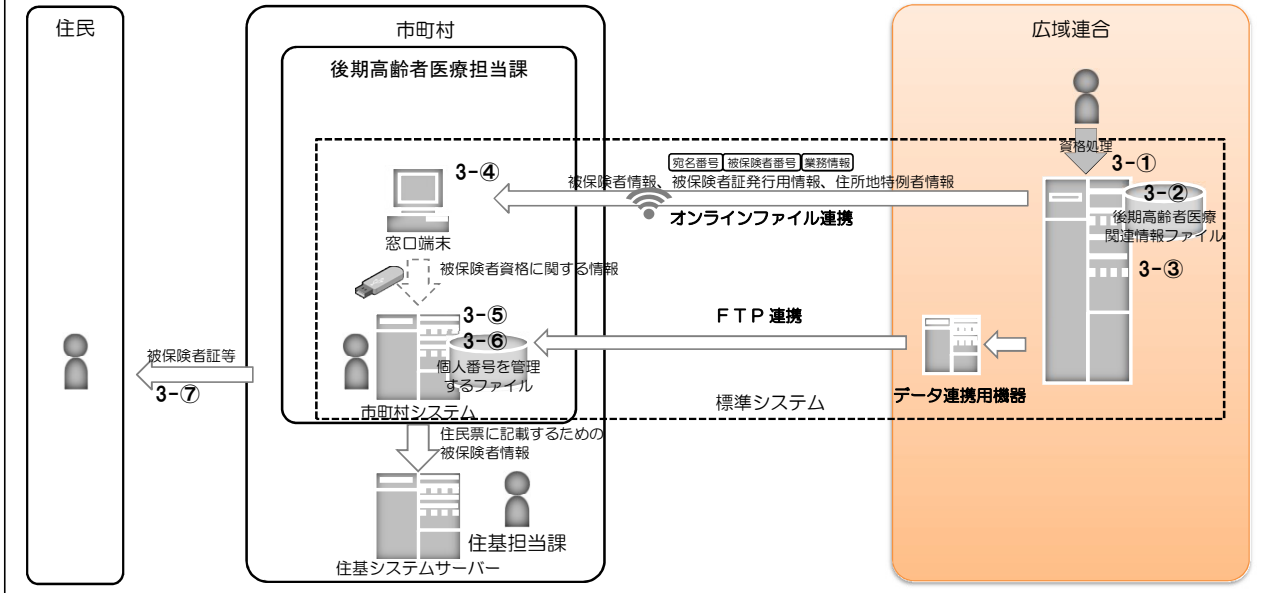 住民
市町村
後期高齢者医療担当課
広域連合
資格処理
3-①
3-②
後期高齢者医療
関連情報ファイル
3-③
宛名番号 被保険者番号 業務情報
被保険者情報、被保険者証発行用情報、住所地特例者情報
オンラインファイル連携
3-④
窓口端末
被保険者資格に関する情報
3-⑤
3-⑥
個人番号を管理
するファイル
市町村システム
FTP連携
データ連携用機器
標準システム
被保険者証等
3-⑦
住民票に記載するための
被保険者情報
住基担当課
住基システムサーバー